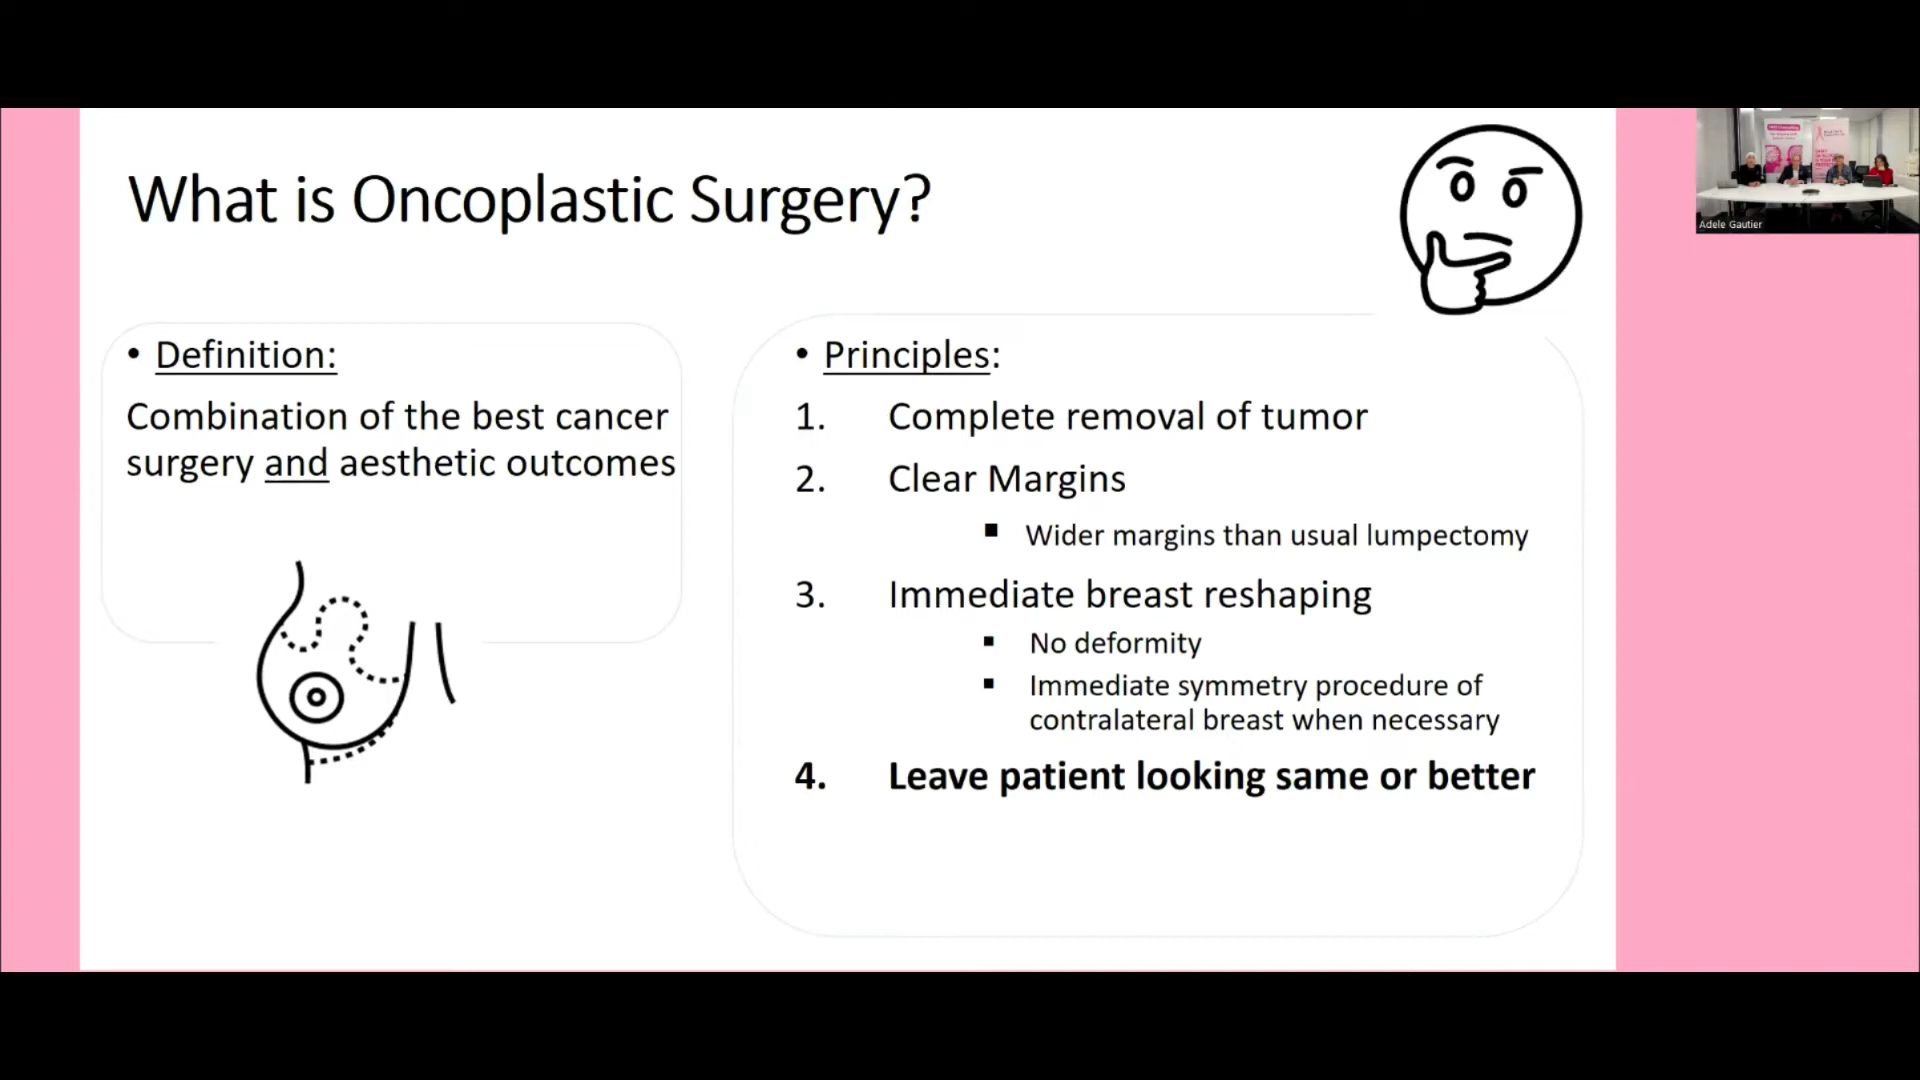 What is Oncoplastic Surgery?
• Definition:
Combination of the best cancer
surgery and aesthetic outcomes
• Principles:
1. Complete removal of tumor
2. Clear Margins
▪ Wider margins than usual lumpectomy
3. Immediate breast reshaping
▪ No deformity
▪ Immediate symmetry procedure of
contralateral breast when necessary
4. Leave patient looking same or better
Adele Gautier